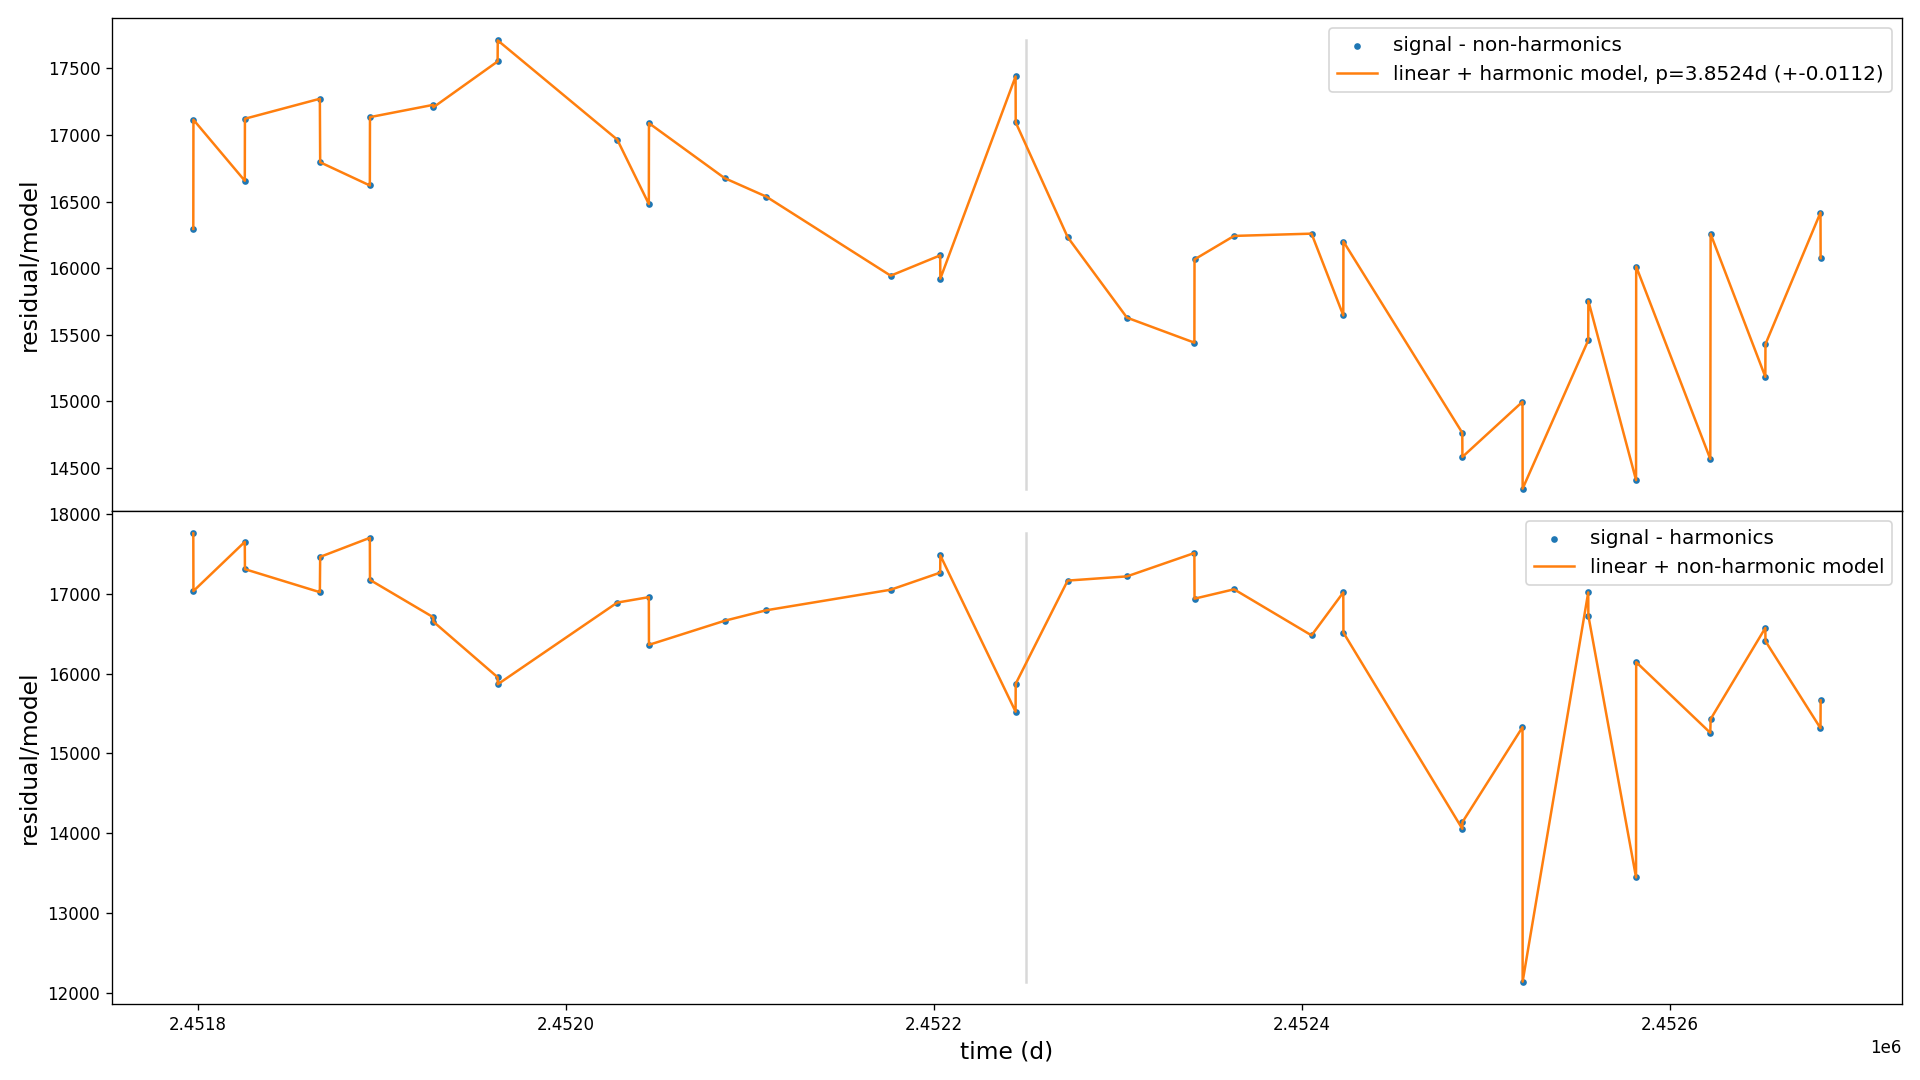 signal - non-harmonics
linear + harmonic model, p=3.8524d (+-0.0112)
17500
17000
16500
16000
15500
15000
14500
residual/model
signal - harmonics
linear + non-harmonic model
18000
17000
16000
15000
14000
13000
12000
residual/model
2.4518
2.4520
2.4522
2.4524
2.4526
time (d)
1e6